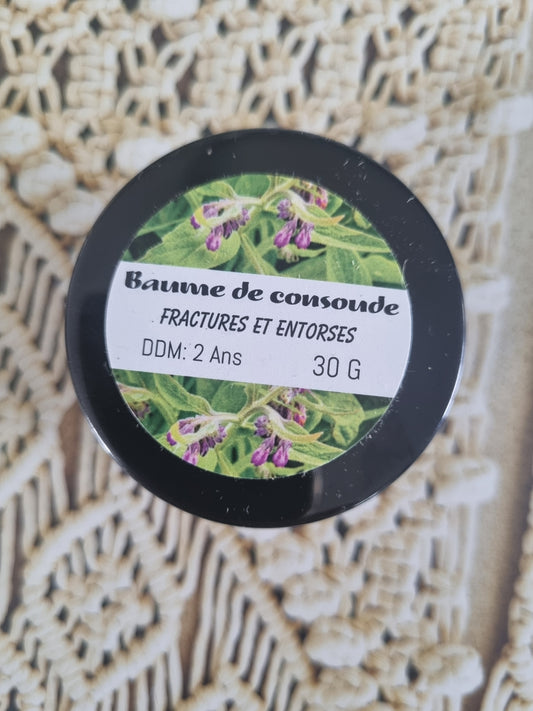 Baume de consoude
FRACTURES ET ENTORSES
DDM: 2 Ans 30 G